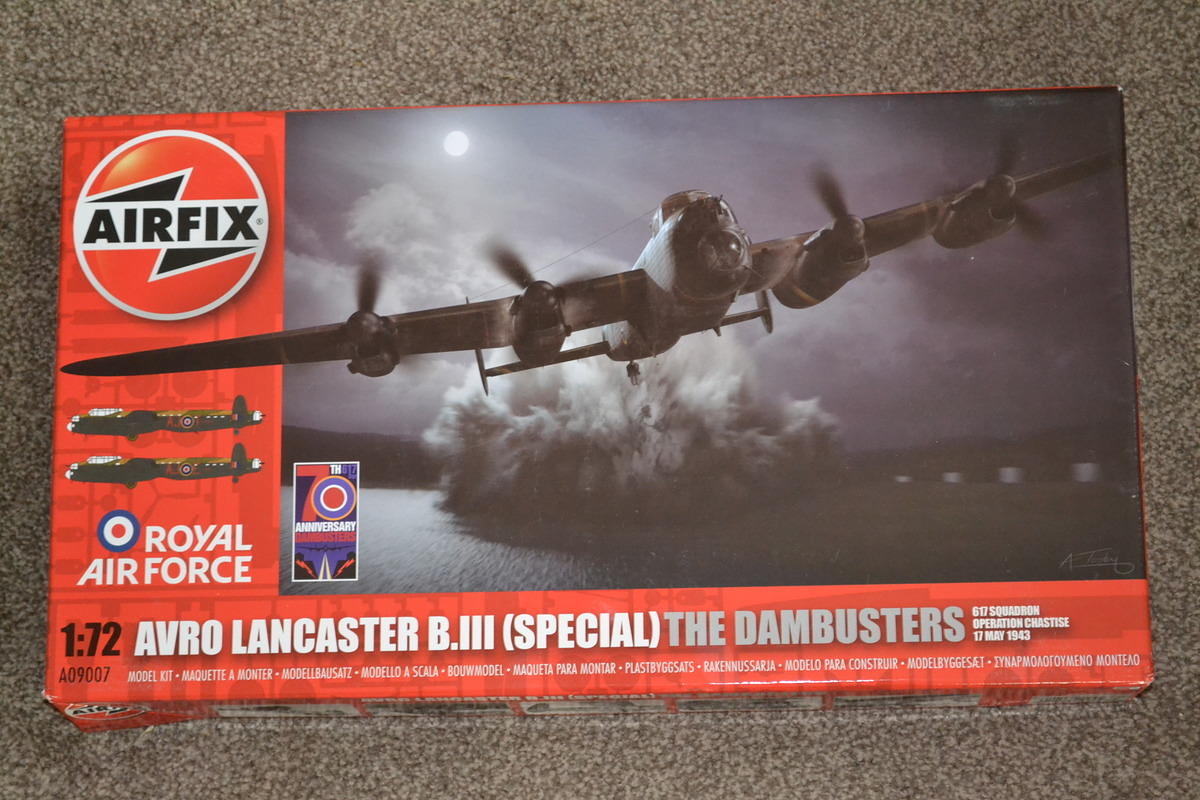 AIRFIX®
ROYAL
AIR FORCE
70TH 617
ANNIVERSARY
DAMBUSTERS
1:72 AVRO LANCASTER B.III (SPECIAL) THE DAMBUSTERS
617 SQUADRON
OPERATION CHASTISE
17 MAY 1943
A09007
MODEL KIT • MAQUETTE A MONTER • MODELLBAUSATZ • MODELLO A SCALA • BOUWMODEL • MAQUETA PARA MONTAR • PLASTBYGGSATS • RAKENNUSSARJA • MODELO PARA CONSTRUIR • MODELBYGGESÆT • ΣΥΝΑΡΜΟΛΟΓΟΥΜΕΝΟ ΜΟΝΤΕΛΟ
AIRFIX